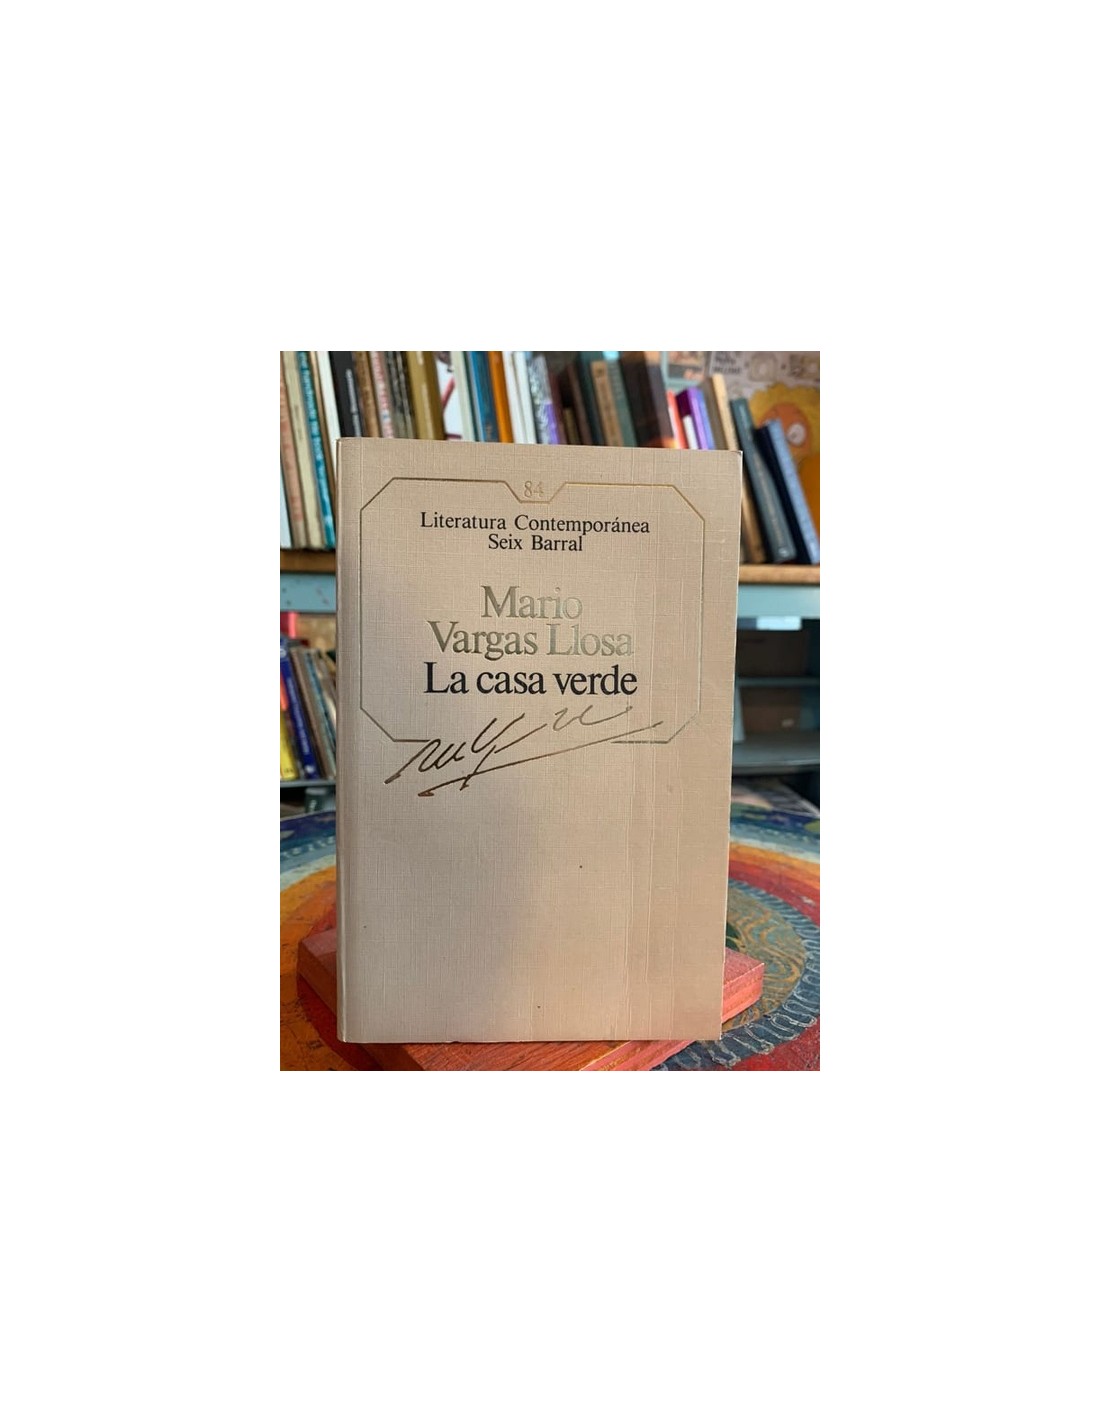 84
Literatura Contemporánea
Seix Barral
Mario
Vargas Llosa
La casa verde